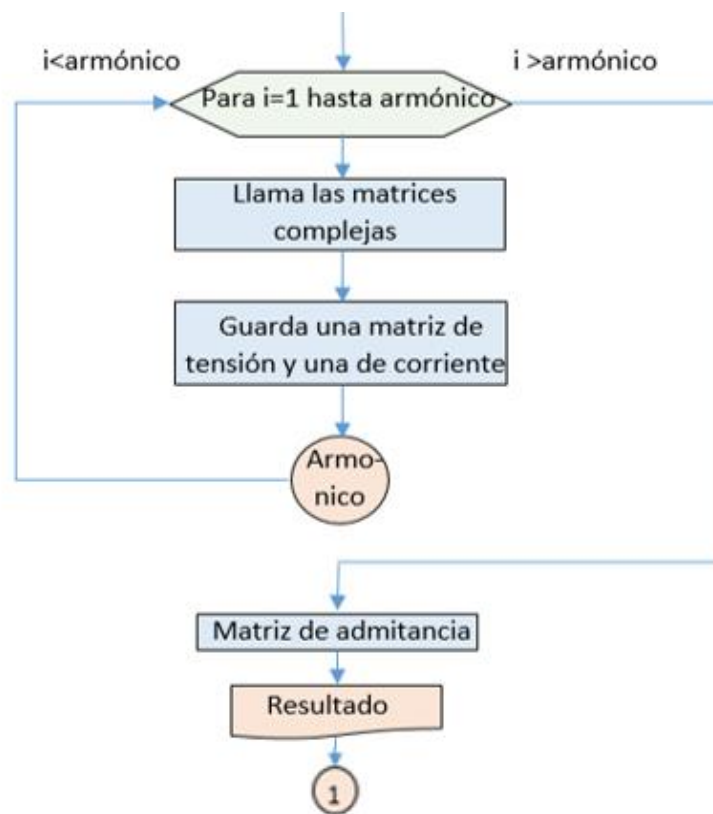 i<armónico
i >armónico
Para i=1 hasta armónico
Llama las matrices
complejas
Guarda una matriz de
tensión y una de corriente
Armo-
nico
Matriz de admitancia
Resultado
1